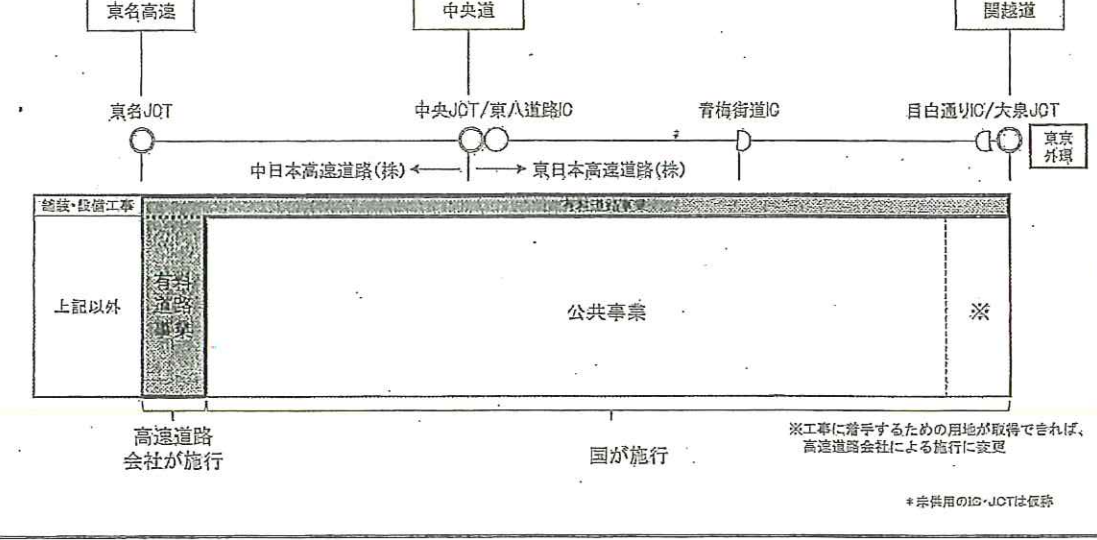 東名高速
中央道
関越道
東名JCT
中央JCT/東八道路IC
青梅街道IC
目白通りIC/大泉JCT
東京
外環
中日本高速道路(株)
東日本高速道路(株)
舗装・設備工事
有料道路事業
上記以外
有料
道路
事業
公共事業
※
高速道路
会社が施行
国が施行
※工事に着手するための用地が取得できれば、
高速道路会社による施行に変更
*未供用のIC・JCTは仮称